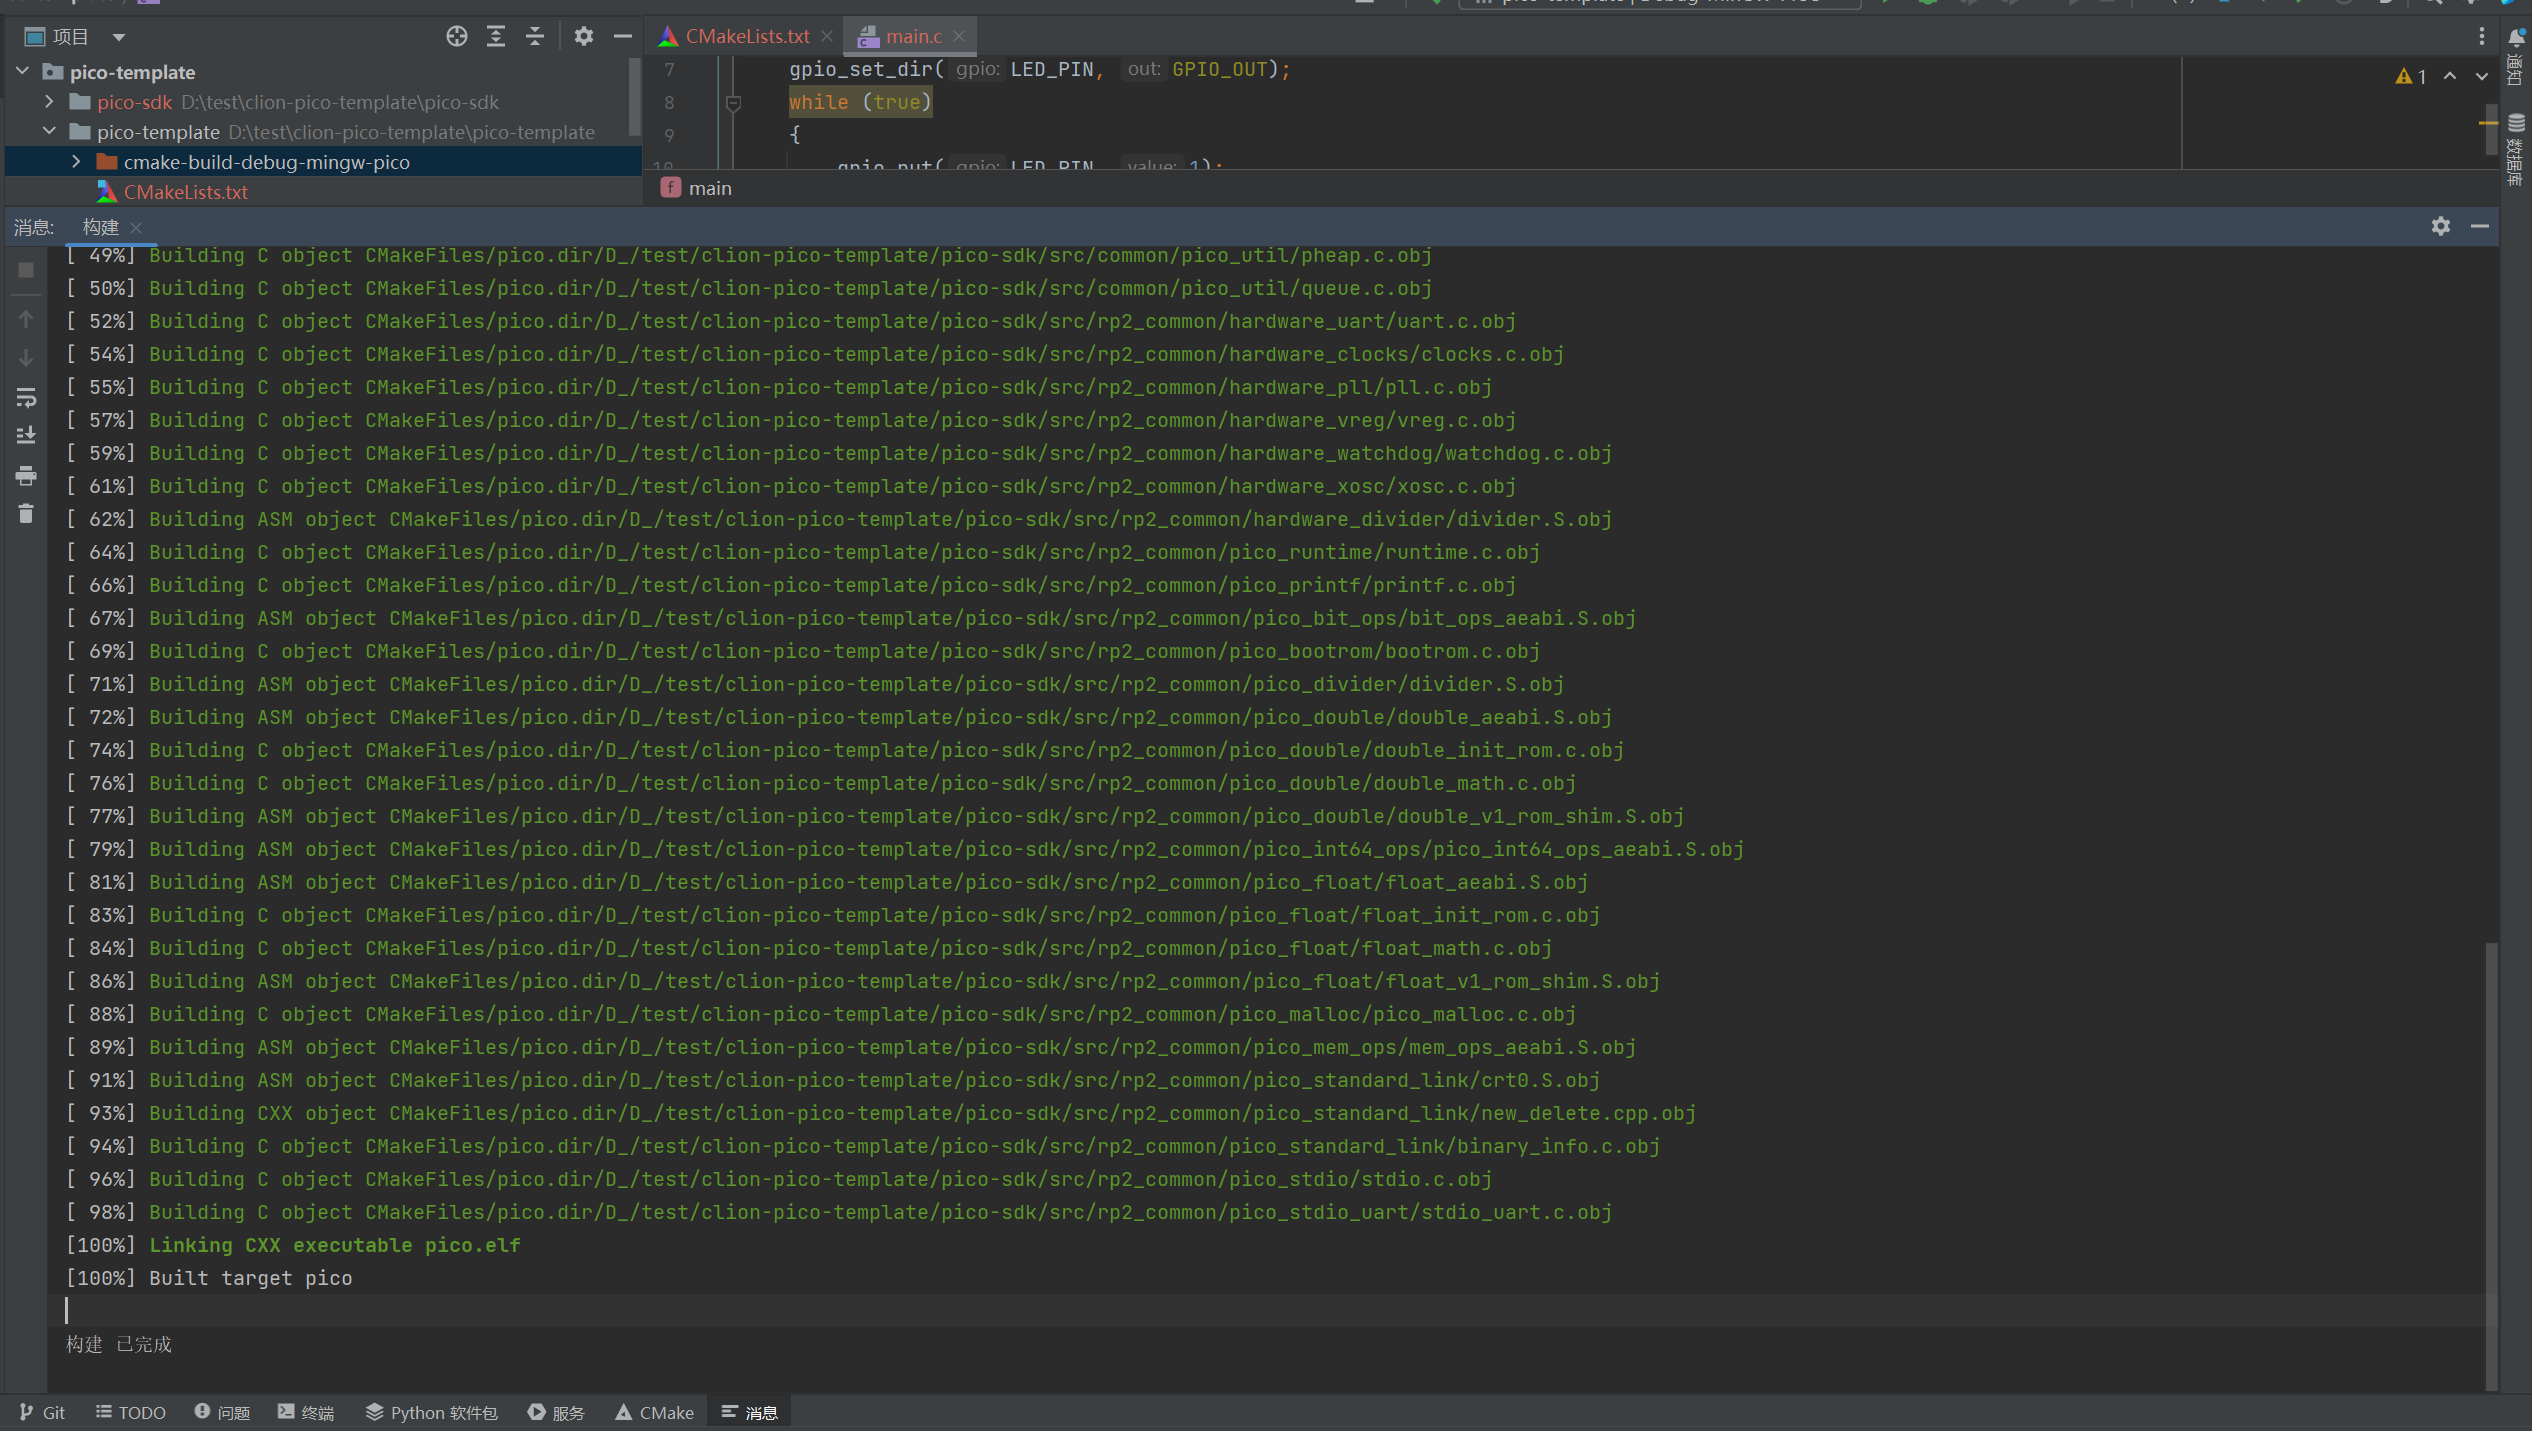 项目
CMakeLists.txt
main.c
pico-template
pico-sdk D:\test\clion-pico-template\pico-sdk
pico-template D:\test\clion-pico-template\pico-template
cmake-build-debug-mingw-pico
CMakeLists.txt
7 gpio_set_dir( gpio: LED_PIN, out: GPIO_OUT);
8 while (true)
9 {
10 gpio_put( gpio: LED_PIN, value: 1);
1
main
通知
数据库
消息: 构建
[ 49%] Building C object CMakeFiles/pico.dir/D_/test/clion-pico-template/pico-sdk/src/common/pico_util/pheap.c.obj
[ 50%] Building C object CMakeFiles/pico.dir/D_/test/clion-pico-template/pico-sdk/src/common/pico_util/queue.c.obj
[ 52%] Building C object CMakeFiles/pico.dir/D_/test/clion-pico-template/pico-sdk/src/rp2_common/hardware_uart/uart.c.obj
[ 54%] Building C object CMakeFiles/pico.dir/D_/test/clion-pico-template/pico-sdk/src/rp2_common/hardware_clocks/clocks.c.obj
[ 55%] Building C object CMakeFiles/pico.dir/D_/test/clion-pico-template/pico-sdk/src/rp2_common/hardware_pll/pll.c.obj
[ 57%] Building C object CMakeFiles/pico.dir/D_/test/clion-pico-template/pico-sdk/src/rp2_common/hardware_vreg/vreg.c.obj
[ 59%] Building C object CMakeFiles/pico.dir/D_/test/clion-pico-template/pico-sdk/src/rp2_common/hardware_watchdog/watchdog.c.obj
[ 61%] Building C object CMakeFiles/pico.dir/D_/test/clion-pico-template/pico-sdk/src/rp2_common/hardware_xosc/xosc.c.obj
[ 62%] Building ASM object CMakeFiles/pico.dir/D_/test/clion-pico-template/pico-sdk/src/rp2_common/hardware_divider/divider.S.obj
[ 64%] Building C object CMakeFiles/pico.dir/D_/test/clion-pico-template/pico-sdk/src/rp2_common/pico_runtime/runtime.c.obj
[ 66%] Building C object CMakeFiles/pico.dir/D_/test/clion-pico-template/pico-sdk/src/rp2_common/pico_printf/printf.c.obj
[ 67%] Building ASM object CMakeFiles/pico.dir/D_/test/clion-pico-template/pico-sdk/src/rp2_common/pico_bit_ops/bit_ops_aeabi.S.obj
[ 69%] Building C object CMakeFiles/pico.dir/D_/test/clion-pico-template/pico-sdk/src/rp2_common/pico_bootrom/bootrom.c.obj
[ 71%] Building ASM object CMakeFiles/pico.dir/D_/test/clion-pico-template/pico-sdk/src/rp2_common/pico_divider/divider.S.obj
[ 72%] Building ASM object CMakeFiles/pico.dir/D_/test/clion-pico-template/pico-sdk/src/rp2_common/pico_double/double_aeabi.S.obj
[ 74%] Building C object CMakeFiles/pico.dir/D_/test/clion-pico-template/pico-sdk/src/rp2_common/pico_double/double_init_rom.c.obj
[ 76%] Building C object CMakeFiles/pico.dir/D_/test/clion-pico-template/pico-sdk/src/rp2_common/pico_double/double_math.c.obj
[ 77%] Building ASM object CMakeFiles/pico.dir/D_/test/clion-pico-template/pico-sdk/src/rp2_common/pico_double/double_v1_rom_shim.S.obj
[ 79%] Building ASM object CMakeFiles/pico.dir/D_/test/clion-pico-template/pico-sdk/src/rp2_common/pico_int64_ops/pico_int64_ops_aeabi.S.obj
[ 81%] Building ASM object CMakeFiles/pico.dir/D_/test/clion-pico-template/pico-sdk/src/rp2_common/pico_float/float_aeabi.S.obj
[ 83%] Building C object CMakeFiles/pico.dir/D_/test/clion-pico-template/pico-sdk/src/rp2_common/pico_float/float_init_rom.c.obj
[ 84%] Building C object CMakeFiles/pico.dir/D_/test/clion-pico-template/pico-sdk/src/rp2_common/pico_float/float_math.c.obj
[ 86%] Building ASM object CMakeFiles/pico.dir/D_/test/clion-pico-template/pico-sdk/src/rp2_common/pico_float/float_v1_rom_shim.S.obj
[ 88%] Building C object CMakeFiles/pico.dir/D_/test/clion-pico-template/pico-sdk/src/rp2_common/pico_malloc/pico_malloc.c.obj
[ 89%] Building ASM object CMakeFiles/pico.dir/D_/test/clion-pico-template/pico-sdk/src/rp2_common/pico_mem_ops/mem_ops_aeabi.S.obj
[ 91%] Building ASM object CMakeFiles/pico.dir/D_/test/clion-pico-template/pico-sdk/src/rp2_common/pico_standard_link/crt0.S.obj
[ 93%] Building CXX object CMakeFiles/pico.dir/D_/test/clion-pico-template/pico-sdk/src/rp2_common/pico_standard_link/new_delete.cpp.obj
[ 94%] Building C object CMakeFiles/pico.dir/D_/test/clion-pico-template/pico-sdk/src/rp2_common/pico_standard_link/binary_info.c.obj
[ 96%] Building C object CMakeFiles/pico.dir/D_/test/clion-pico-template/pico-sdk/src/rp2_common/pico_stdio/stdio.c.obj
[ 98%] Building C object CMakeFiles/pico.dir/D_/test/clion-pico-template/pico-sdk/src/rp2_common/pico_stdio_uart/stdio_uart.c.obj
[100%] Linking CXX executable pico.elf
[100%] Built target pico
构建 已完成
Git TODO 问题 终端 Python 软件包 服务 CMake 消息